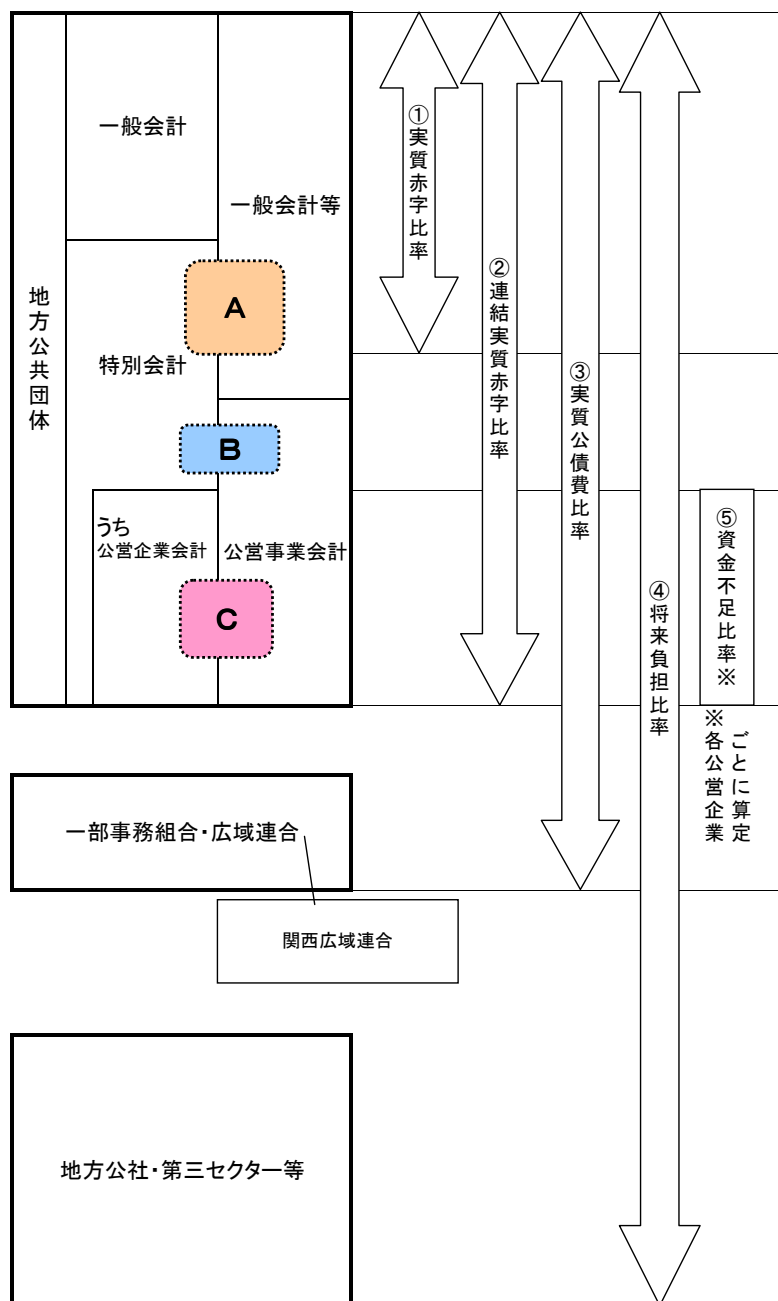 地方公共団体
一般会計
特別会計
うち
公営企業会計
一般会計等
公営事業会計
A
B
C
①実質赤字比率
②連結実質赤字比率
③実質公債費比率
④将来負担比率
⑤資金不足比率※
※各公営企業
ごとに算定
一部事務組合・広域連合
関西広域連合
地方公社・第三セクター等